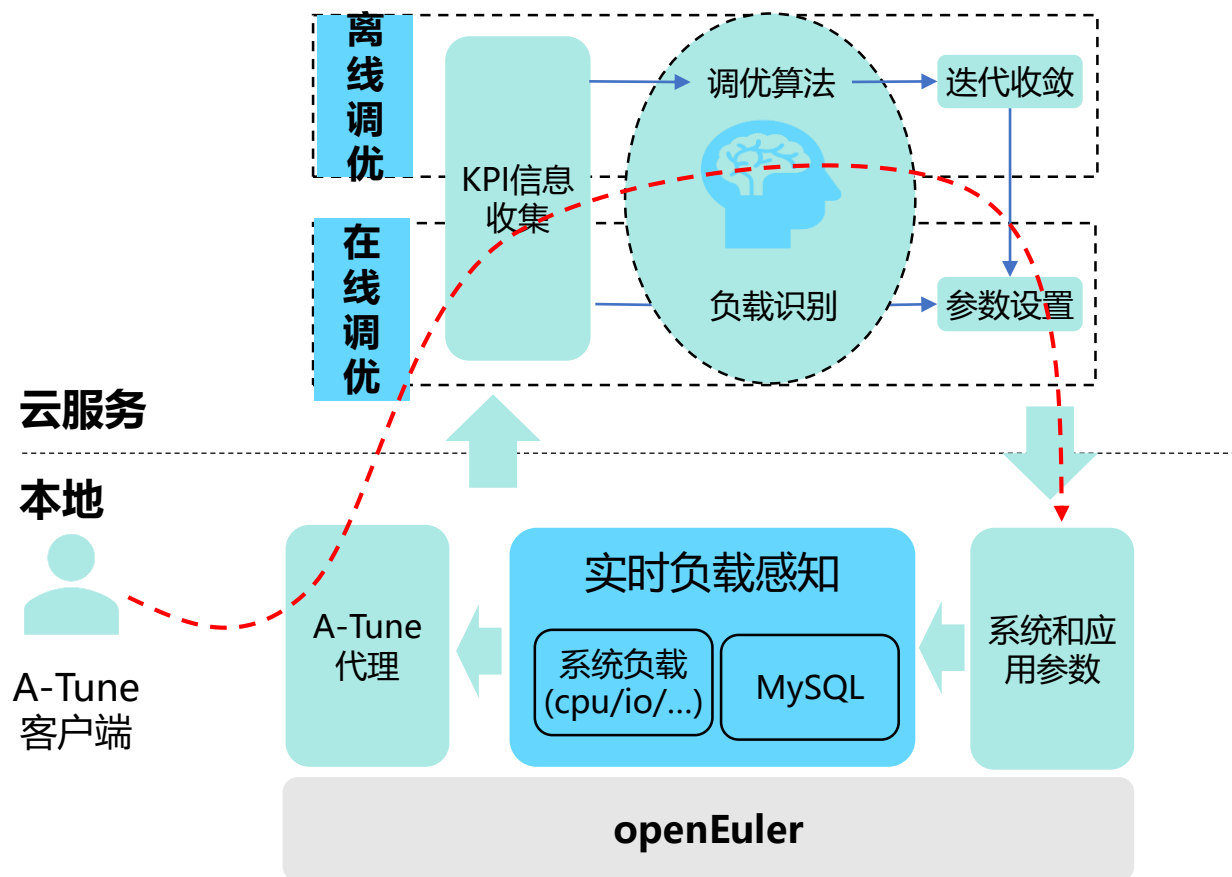 离
线
调
优
KPI信息
收集
调优算法
迭代收敛
在
线
调
优
负载识别
参数设置
云服务
本地
A-Tune
客户端
A-Tune
代理
实时负载感知
系统负载
(cpu/io/...)
MySQL
系统和应
用参数
openEuler